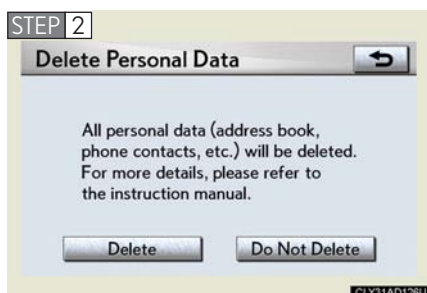 STEP 2
Delete Personal Data
All personal data (address book,
phone contacts, etc.) will be deleted.
For more details, please refer to
the instruction manual.
Delete Do Not Delete
CLY31AD126U